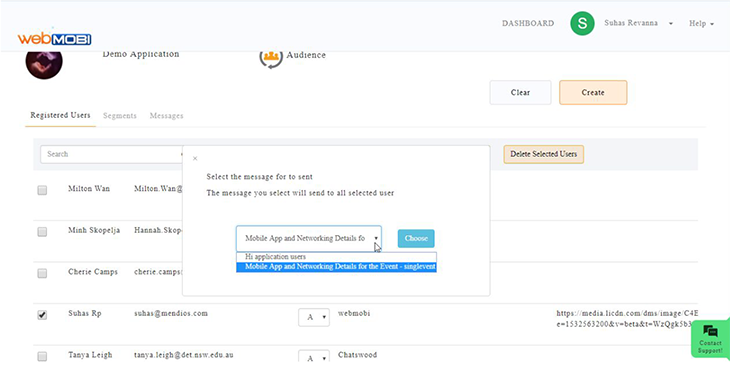 webMOBI
DASHBOARD
S
Suhas Revanna
Help
Demo Application
Audience
Clear
Create
Registered Users
Segments
Messages
Search
Delete Selected Users
×
Select the message for to sent
The message you select will send to all selected user
Mobile App and Networking Details fo
Choose
Hi application users
Mobile App and Networking Details for the Event - singlevent
Milton Wan
Milton.Wan@
Minh Skopelja
Hannah.Skop
Cherie Camps
cherie.camps
Suhas Rp
suhas@mendios.com
A
webmobi
https://media.licdn.com/dms/image/C4E
e=1532563200&v=beta&t=WzQgk5b3
Tanya Leigh
tanya.leigh@det.nsw.edu.au
A
Chatswood
Contact
Support!